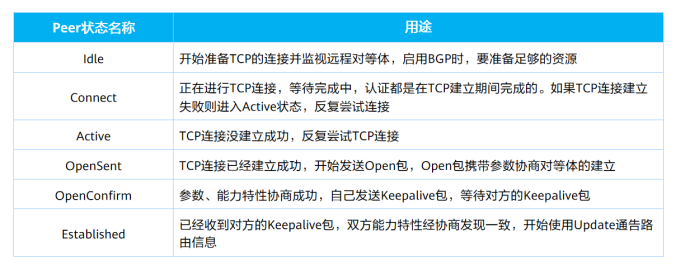 Peer状态名称
用途
Idle
开始准备TCP的连接并监视远程对等体，启用BGP时，要准备足够的资源
Connect
正在进行TCP连接，等待完成中，认证都是在TCP建立期间完成的。如果TCP连接建立
失败则进入Active状态，反复尝试连接
Active
TCP连接没建立成功，反复尝试TCP连接
OpenSent
TCP连接已经建立成功，开始发送Open包，Open包携带参数协商对等体的建立
OpenConfirm
参数、能力特性协商成功，自己发送Keepalive包，等待对方的Keepalive包
Established
已经收到对方的Keepalive包，双方能力特性经协商发现一致，开始使用Update通告路
由信息